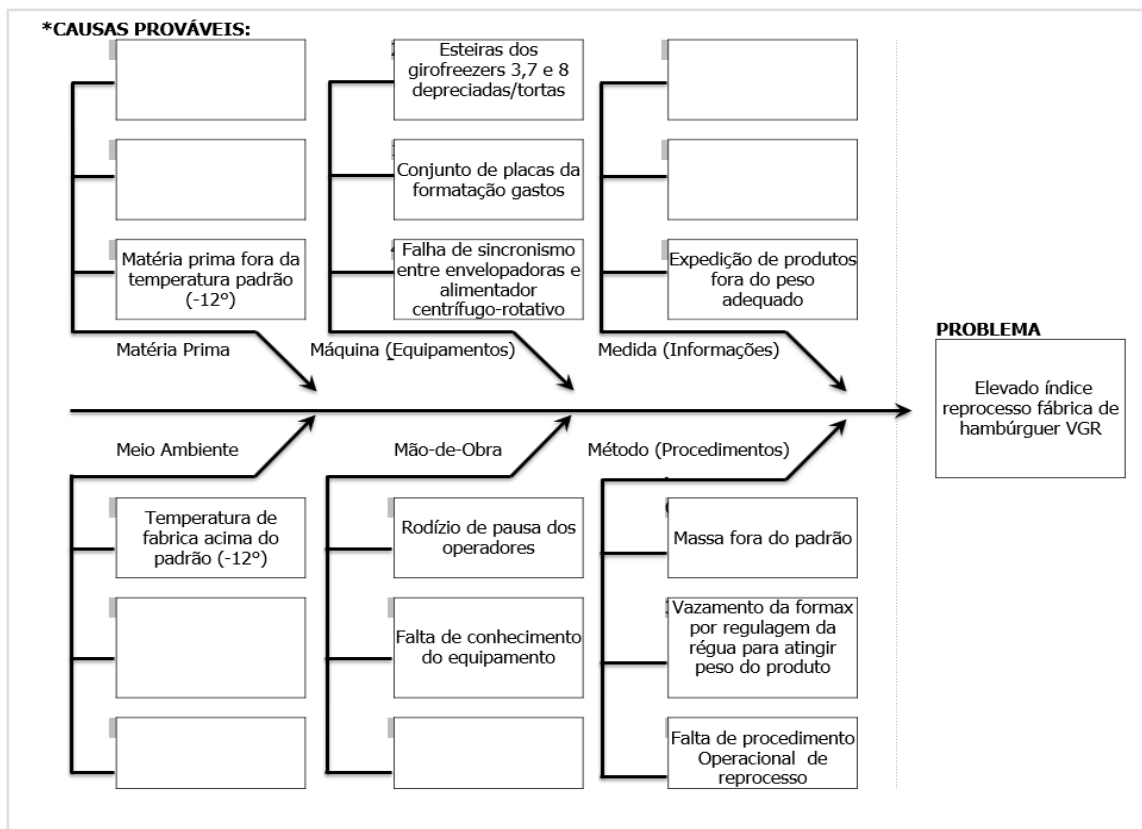 *CAUSAS PROVÁVEIS:
Esteiras dos
girofreezers 3,7 e 8
depreciadas/tortas
Conjunto de placas da
formatação gastos
Matéria prima fora da
temperatura padrão
(-12°)
Falha de sincronismo
entre envelopadoras e
alimentador
centrífugo-rotativo
Expedição de produtos
fora do peso
adequado
Matéria Prima
Máquina (Equipamentos)
Medida (Informações)
PROBLEMA
Elevado índice
reprocesso fábrica de
hambúrguer VGR
Meio Ambiente
Mão-de-Obra
Método (Procedimentos)
Temperatura de
fabrica acima do
padrão (-12°)
Rodízio de pausa dos
operadores
Massa fora do padrão
Falta de conhecimento
do equipamento
Vazamento da formax
por regulagem da
régua para atingir
peso do produto
Falta de procedimento
Operacional de
reprocesso